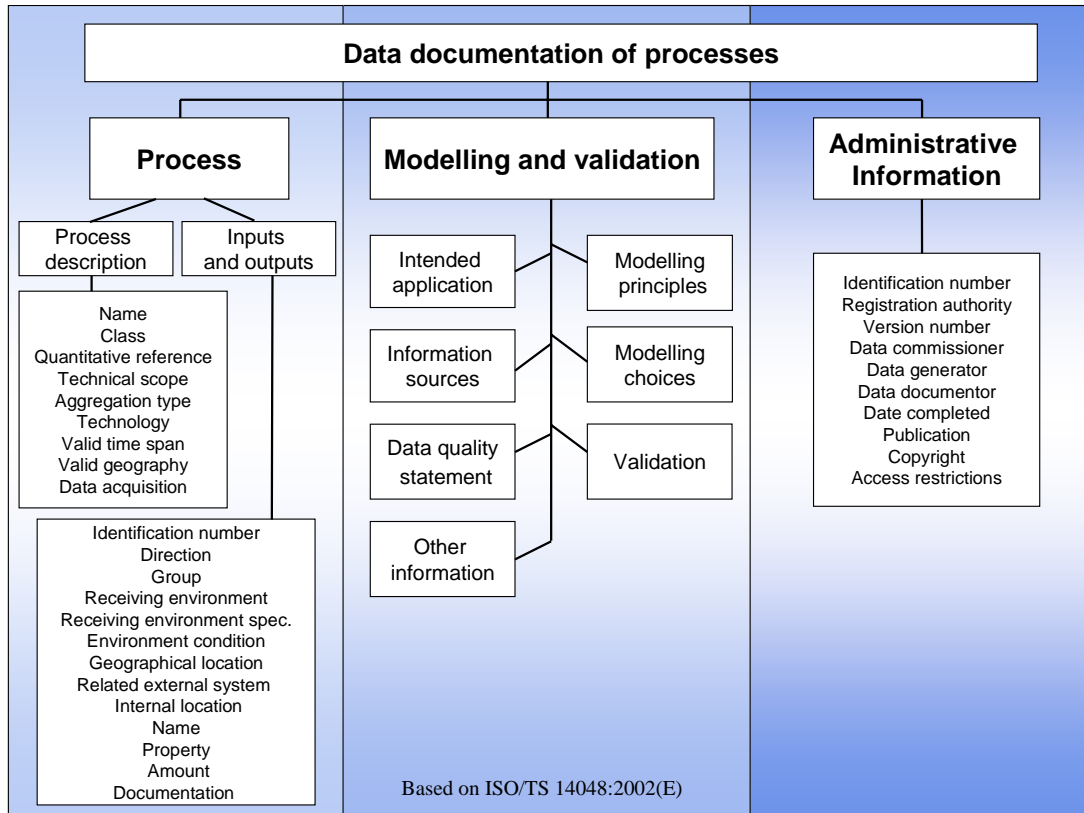 Data documentation of processes
Process
Process
description
Inputs
and outputs
Name
Class
Quantitative reference
Technical scope
Aggregation type
Technology
Valid time span
Valid geography
Data acquisition
Identification number
Direction
Group
Receiving environment
Receiving environment spec.
Environment condition
Geographical location
Related external system
Internal location
Name
Property
Amount
Documentation
Modelling and validation
Intended
application
Modelling
principles
Information
sources
Modelling
choices
Data quality
statement
Validation
Other
information
Administrative
Information
Identification number
Registration authority
Version number
Data commissioner
Data generator
Data documentor
Date completed
Publication
Copyright
Access restrictions
Based on ISO/TS 14048:2002(E)